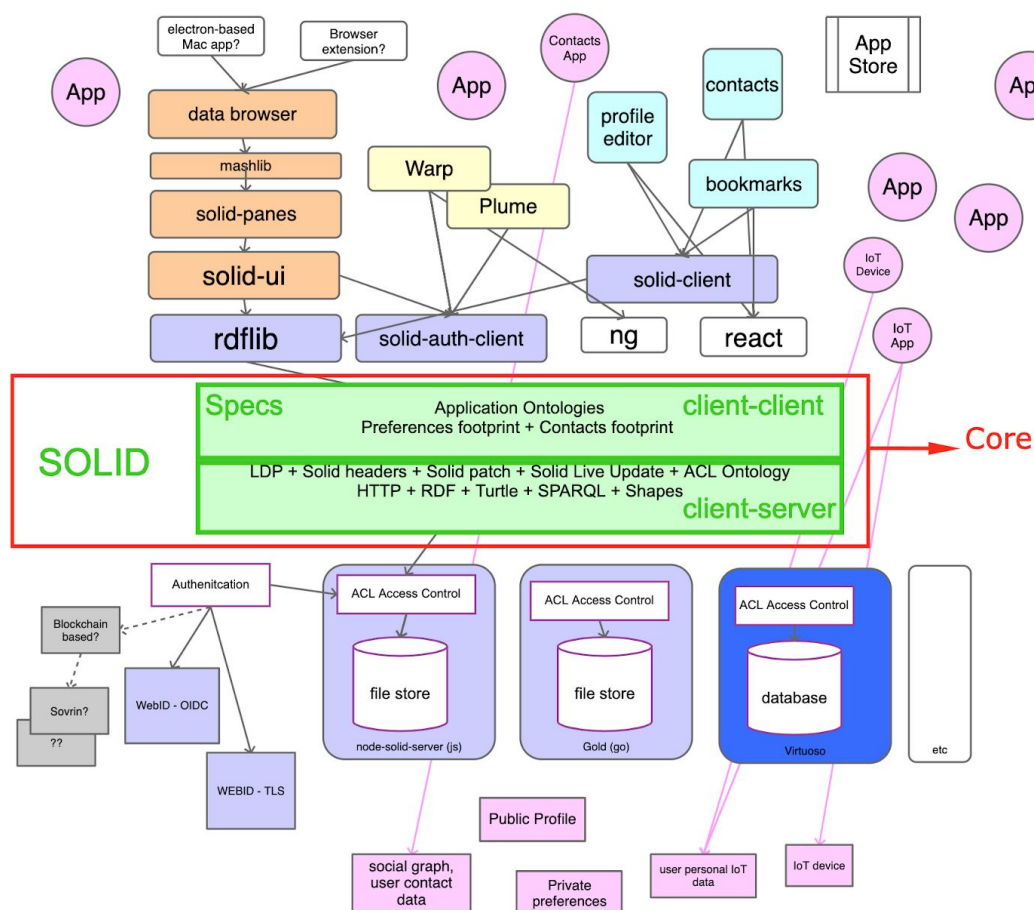 electron-based
Mac app?
Browser
extension?
Contacts
App
App
Store
App
App
Ap
data browser
contacts
profile
editor
mashlib
Warp
bookmarks
App
solid-panes
Plume
App
solid-ui
solid-client
IoT
Device
rdflib
solid-auth-client
ng
react
IoT
App
Specs
Application Ontologies
client-client
Preferences footprint + Contacts footprint
Core
SOLID
LDP + Solid headers + Solid patch + Solid Live Update + ACL Ontology
HTTP + RDF + Turtle + SPARQL + Shapes
client-server
Authenitcation
ACL Access Control
ACL Access Control
ACL Access Control
Blockchain
based?
file store
file store
database
Sovrin?
??
WebID - OIDC
node-solid-server (js)
Gold (go)
Virtuoso
etc
WEBID - TLS
Public Profile
social graph,
user contact
data
Private
preferences
user personal IoT
data
IoT device